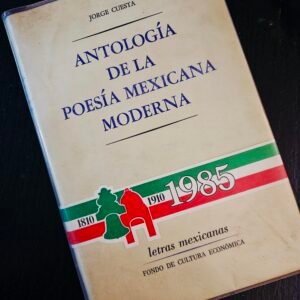 JORGE CUESTA
ANTOLOGÍA
DE LA
POESÍA MEXICANA
MODERNA
1810
1910
1985
letras mexicanas
FONDO DE CULTURA ECONÓMICA